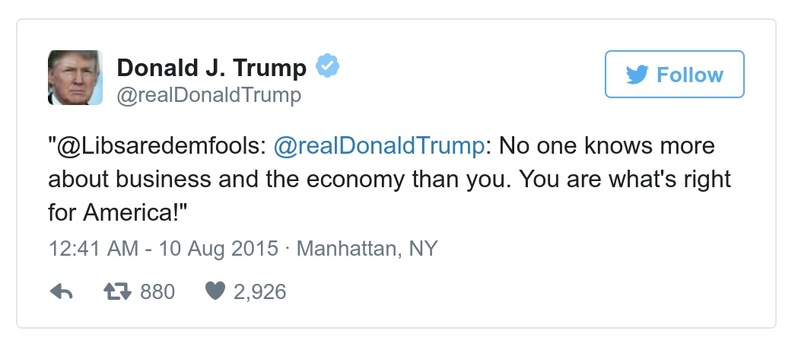 Donald J. Trump
@realDonaldTrump
Follow
"@Libsaredemfools: @realDonaldTrump: No one knows more
about business and the economy than you. You are what's right
for America!"
12:41 AM - 10 Aug 2015 · Manhattan, NY
880 2,926